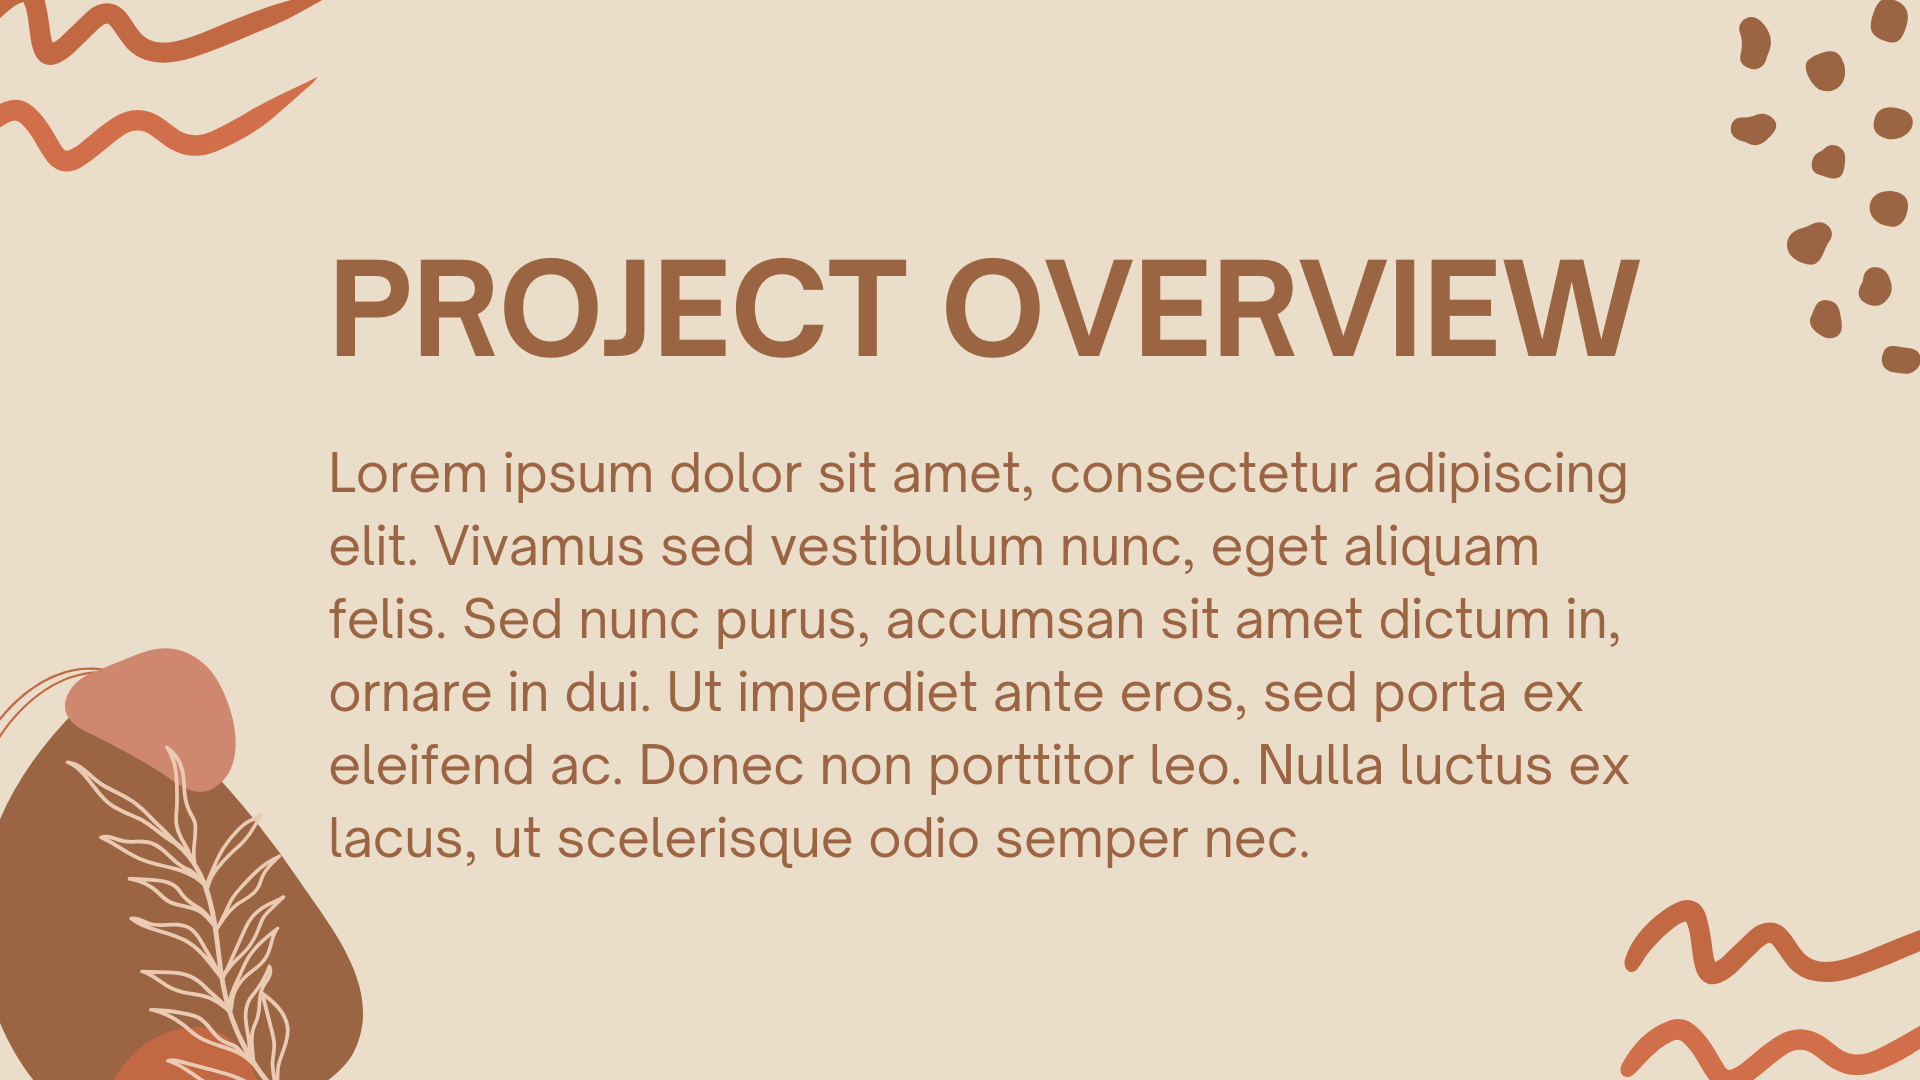 PROJECT OVERVIEW
Lorem ipsum dolor sit amet, consectetur adipiscing
elit. Vivamus sed vestibulum nunc, eget aliquam
felis. Sed nunc purus, accumsan sit amet dictum in,
ornare in dui. Ut imperdiet ante eros, sed porta ex
eleifend ac. Donec non porttitor leo. Nulla luctus ex
lacus, ut scelerisque odio semper nec.